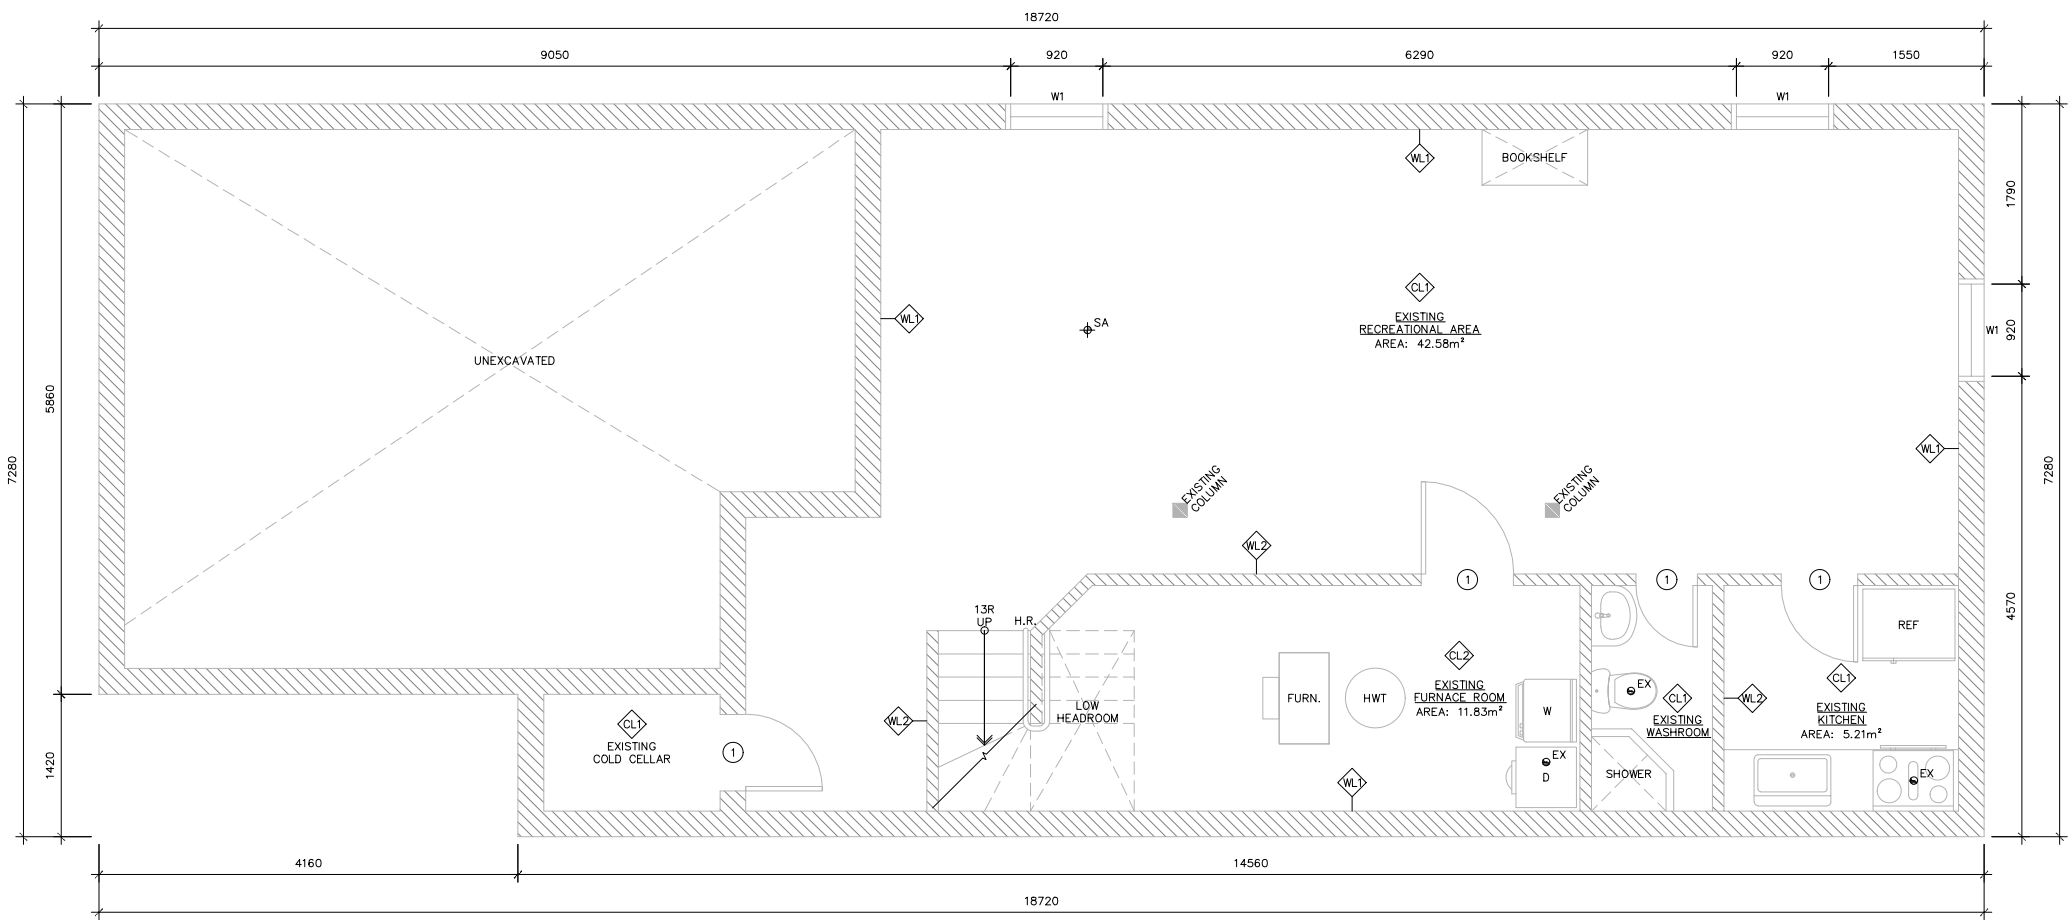 18720
9050
920
6290
920
1550
W1
W1
WL1
BOOKSHELF
1790
CL1
EXISTING
RECREATIONAL AREA
AREA: 42.58m²
WL1
SA
W1
920
UNEXCAVATED
5860
7280
WL1
7280
EXISTING
COLUMN
EXISTING
COLUMN
WL2
1
1
1
4570
13R
UP
H.R.
REF
CL2
EXISTING
FURNACE ROOM
AREA: 11.83m²
FURN.
HWT
W
EX
CL1
EXISTING
WASHROOM
WL2
CL1
EXISTING
KITCHEN
AREA: 5.21m²
LOW
HEADROOM
WL2
CL1
EXISTING
COLD CELLAR
1
1420
EX
D
SHOWER
EX
WL1
4160
14560
18720